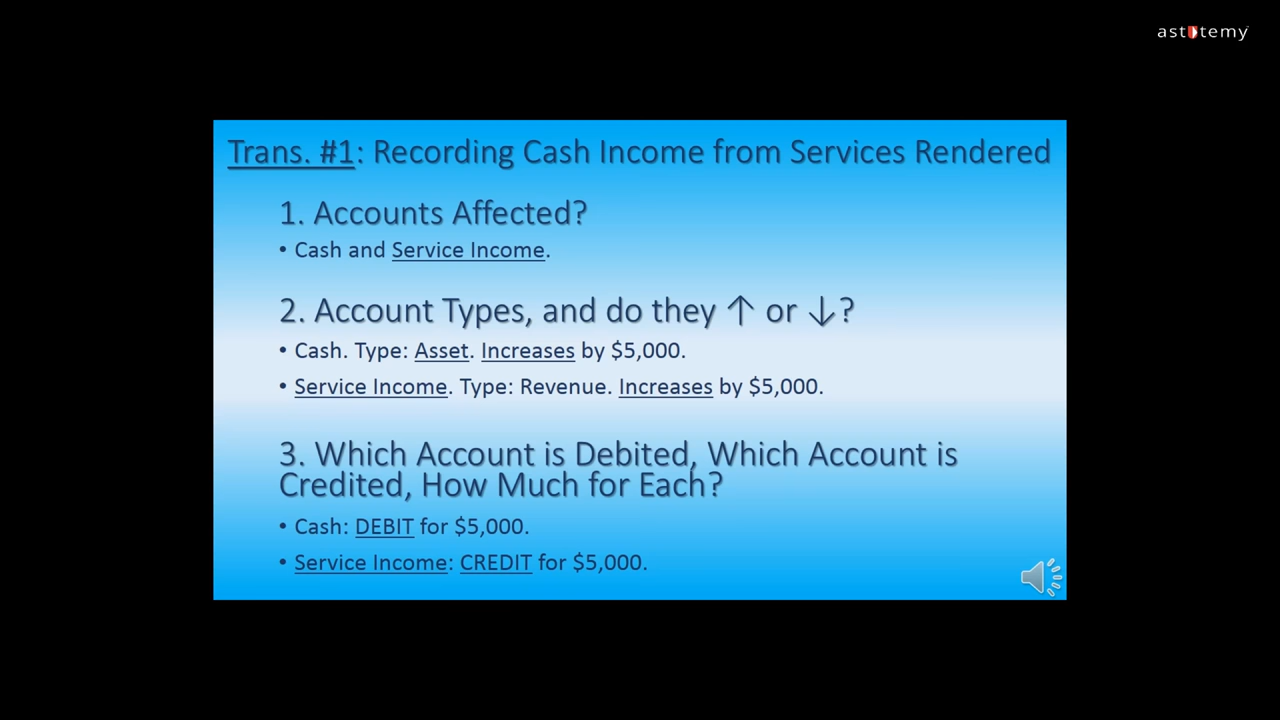 astutemy
Trans. #1: Recording Cash Income from Services Rendered
1. Accounts Affected?
• Cash and Service Income.
2. Account Types, and do they ↑ or ↓?
• Cash. Type: Asset. Increases by $5,000.
• Service Income. Type: Revenue. Increases by $5,000.
3. Which Account is Debited, Which Account is
Credited, How Much for Each?
• Cash: DEBIT for $5,000.
• Service Income: CREDIT for $5,000.